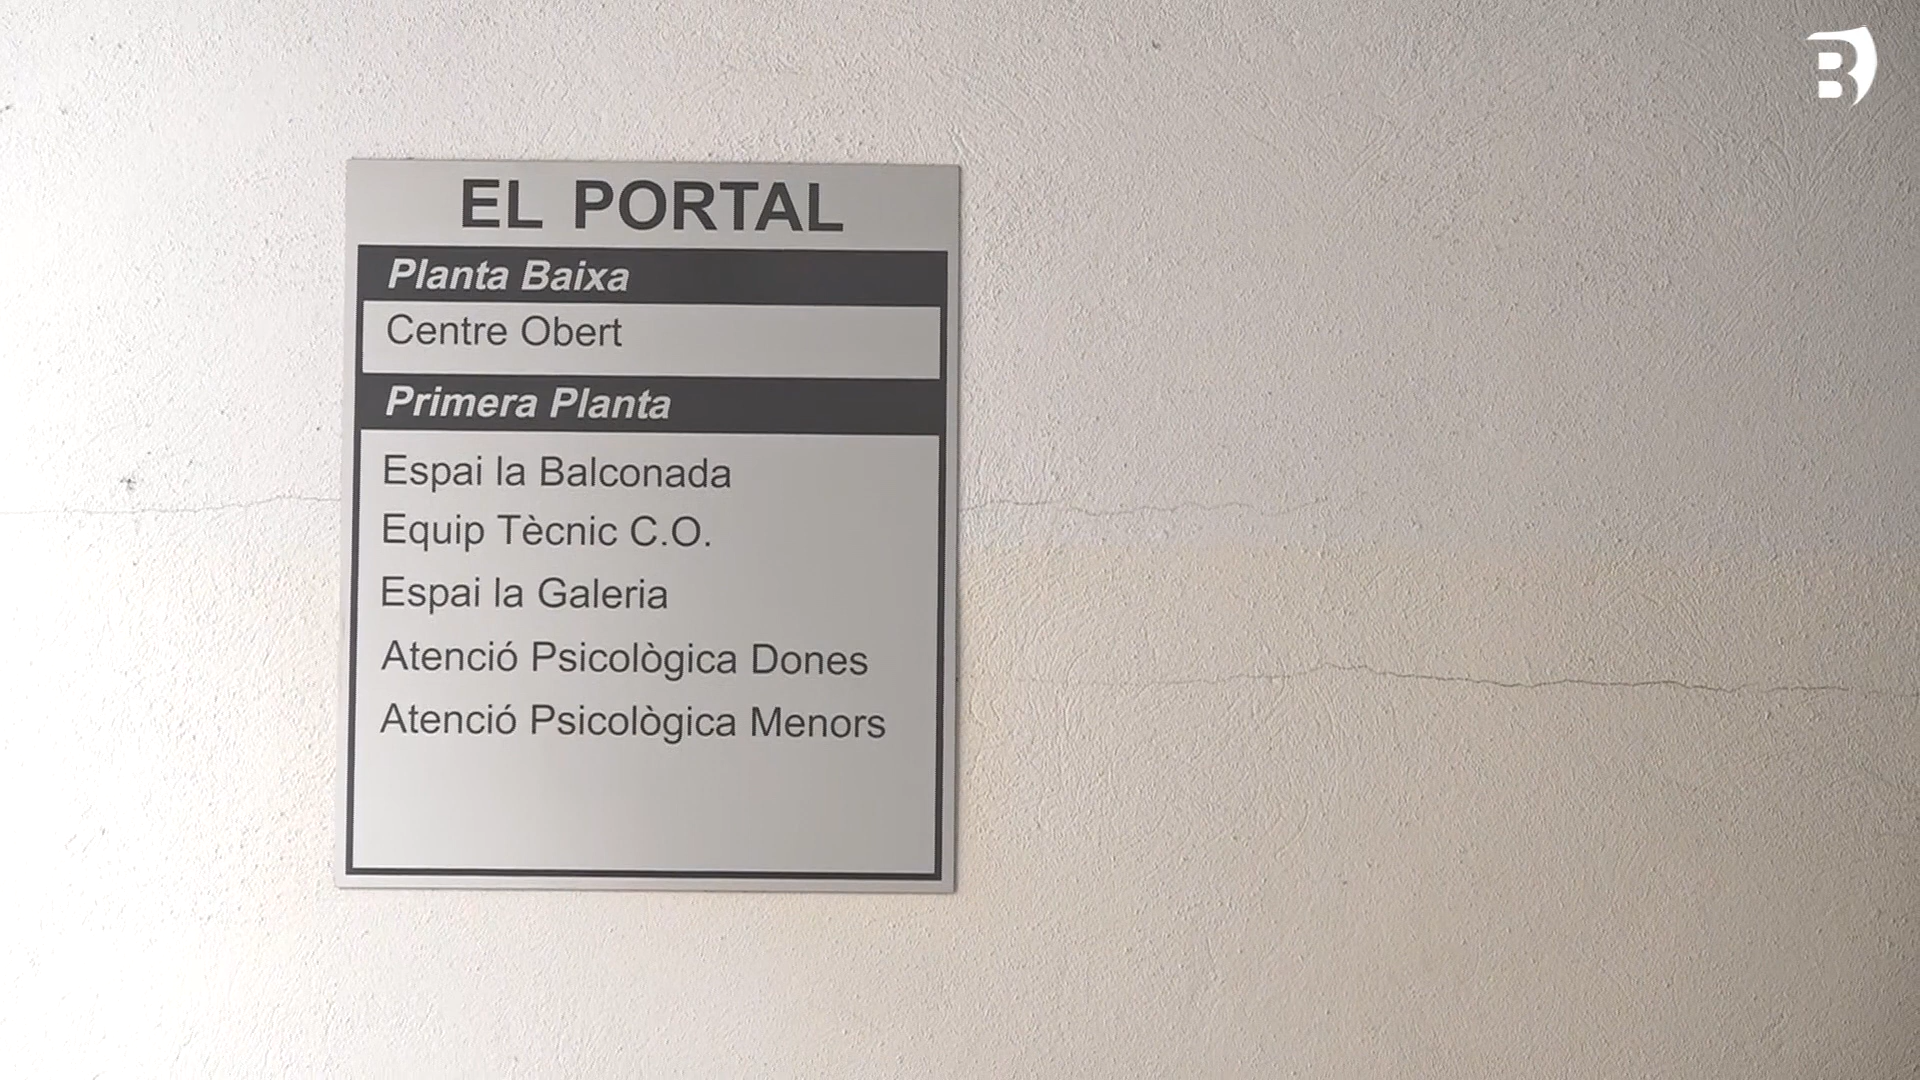 B
EL PORTAL
Planta Baixa
Centre Obert
Primera Planta
Espai la Balconada
Equip Tècnic C.O.
Espai la Galeria
Atenció Psicològica Dones
Atenció Psicològica Menors